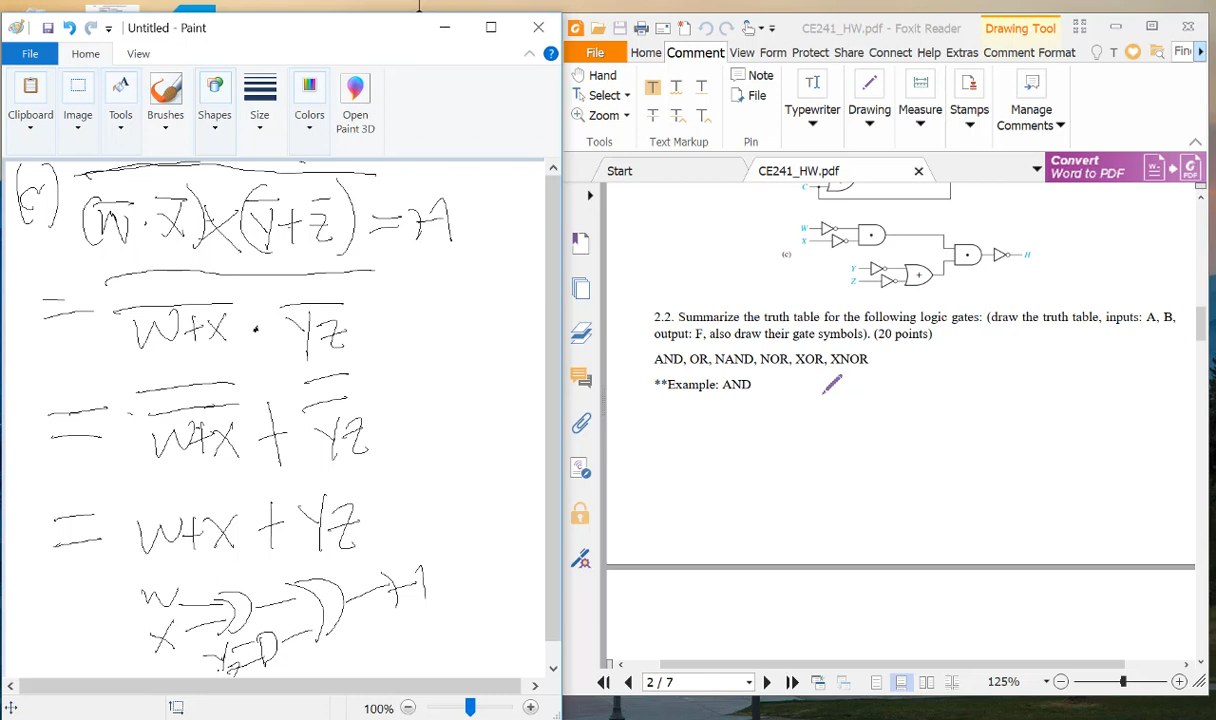 Untitled - Paint
File
Home
View
Clipboard
Image
Tools
Brushes
Shapes
Size
Colors
Open
Paint 3D
(c)
(W̅ · X̅) × (Y̅ + Z̅) = H
= W+X · YZ
= W+X + YZ
= W+X + YZ
W
H
X
YZ
100%
CE241_HW.pdf - Foxit Reader
Drawing Tool
File
Home
Comment
View
Form
Protect
Share
Connect
Help
Extras
Comment Format
Fin
Hand
Select
Zoom
Tools
Text Markup
Note
File
Pin
Typewriter
Drawing
Measure
Stamps
Manage
Comments
Start
CE241_HW.pdf
Convert
Word to PDF
C
W
X
(c)
H
Y
Z
+
2.2. Summarize the truth table for the following logic gates: (draw the truth table, inputs: A, B,
output: F, also draw their gate symbols). (20 points)
AND, OR, NAND, NOR, XOR, XNOR
**Example: AND
2 / 27
125%